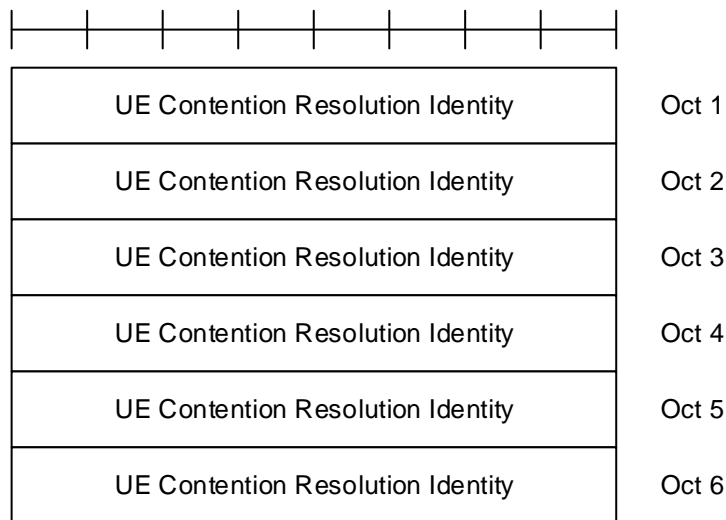 UE Contention Resolution Identity Oct 1
UE Contention Resolution Identity Oct 2
UE Contention Resolution Identity Oct 3
UE Contention Resolution Identity Oct 4
UE Contention Resolution Identity Oct 5
UE Contention Resolution Identity Oct 6